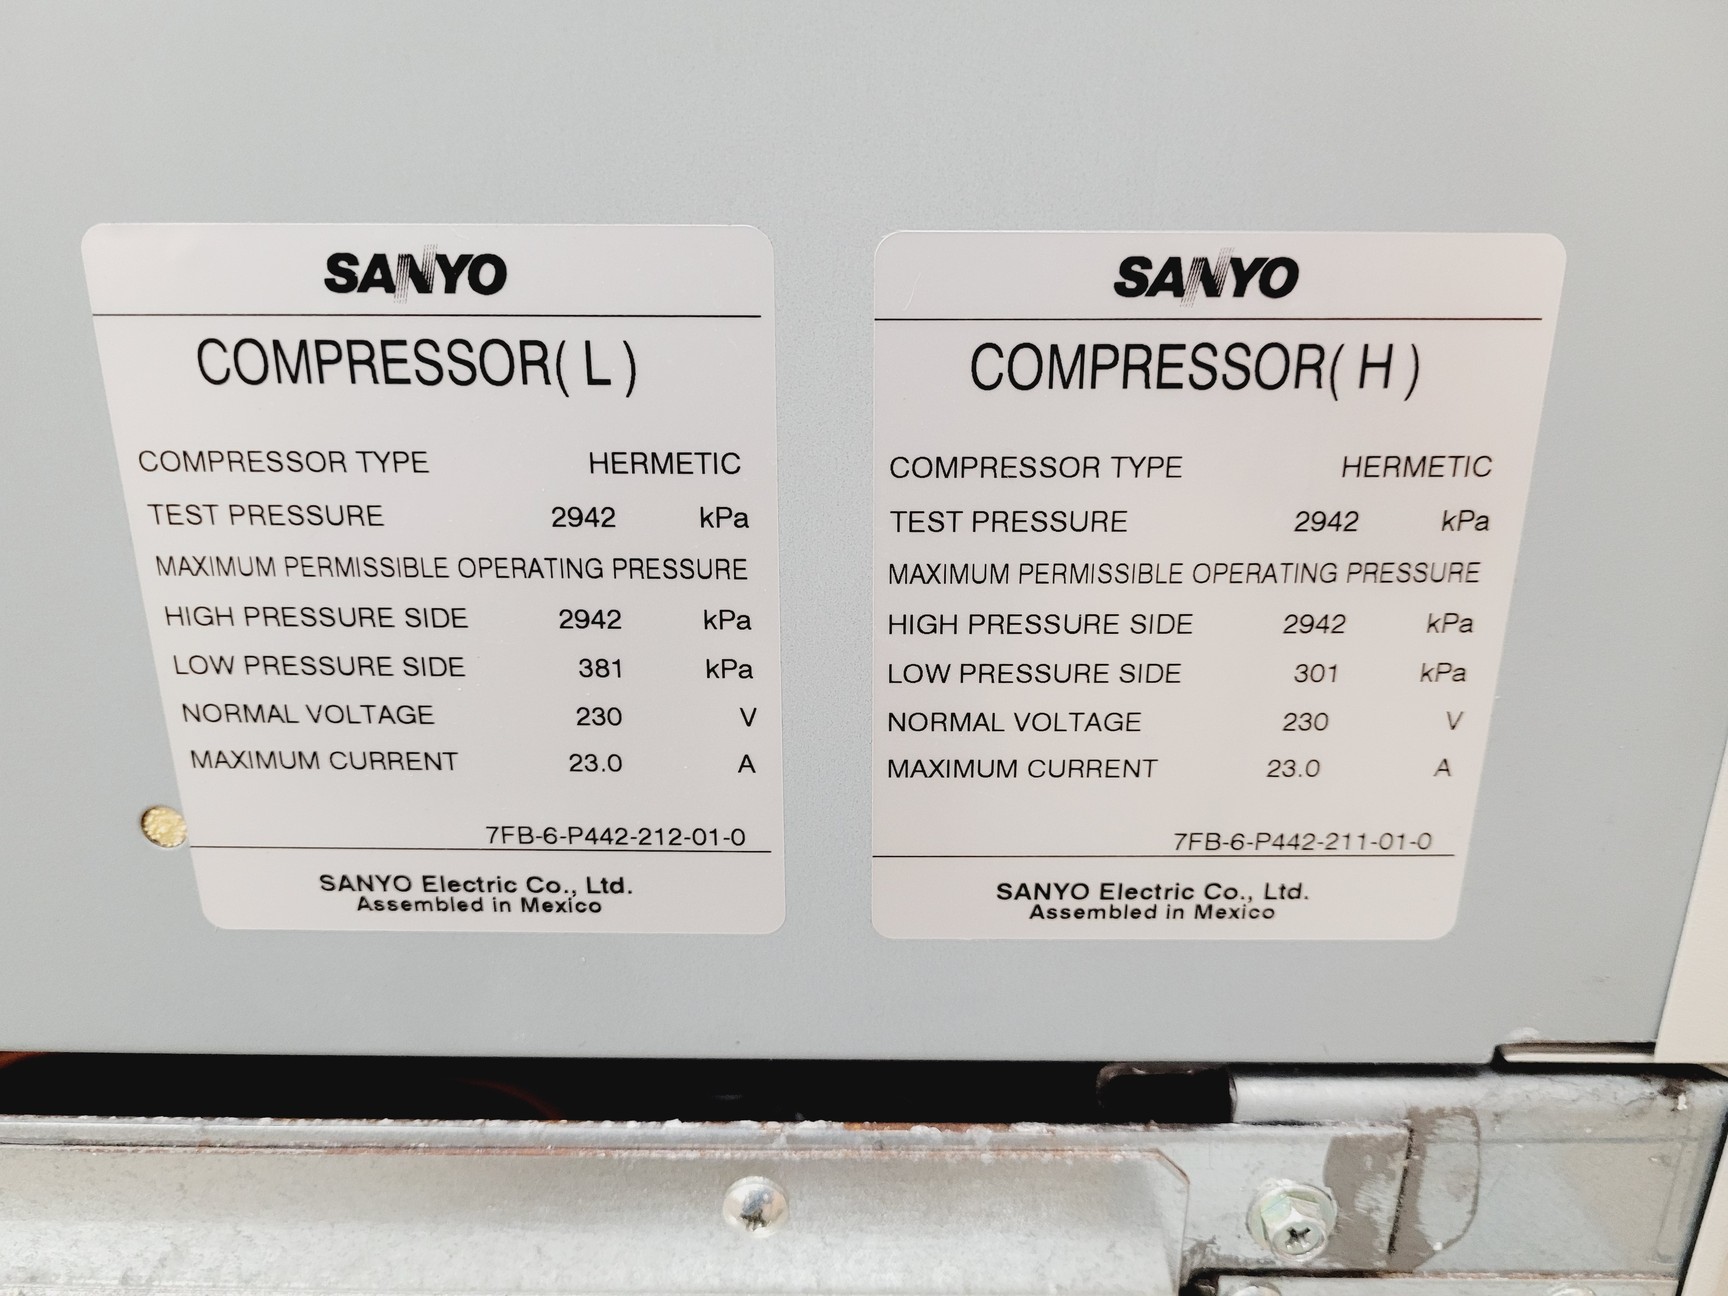 SANYO
COMPRESSOR( L )
COMPRESSOR TYPE HERMETIC
TEST PRESSURE 2942 kPa
MAXIMUM PERMISSIBLE OPERATING PRESSURE
HIGH PRESSURE SIDE 2942 kPa
LOW PRESSURE SIDE 381 kPa
NORMAL VOLTAGE 230 V
MAXIMUM CURRENT 23.0 A
7FB-6-P442-212-01-0
SANYO Electric Co., Ltd.
Assembled in Mexico
SANYO
COMPRESSOR( H )
COMPRESSOR TYPE HERMETIC
TEST PRESSURE 2942 kPa
MAXIMUM PERMISSIBLE OPERATING PRESSURE
HIGH PRESSURE SIDE 2942 kPa
LOW PRESSURE SIDE 301 kPa
NORMAL VOLTAGE 230 V
MAXIMUM CURRENT 23.0 A
7FB-6-P442-211-01-0
SANYO Electric Co., Ltd.
Assembled in Mexico